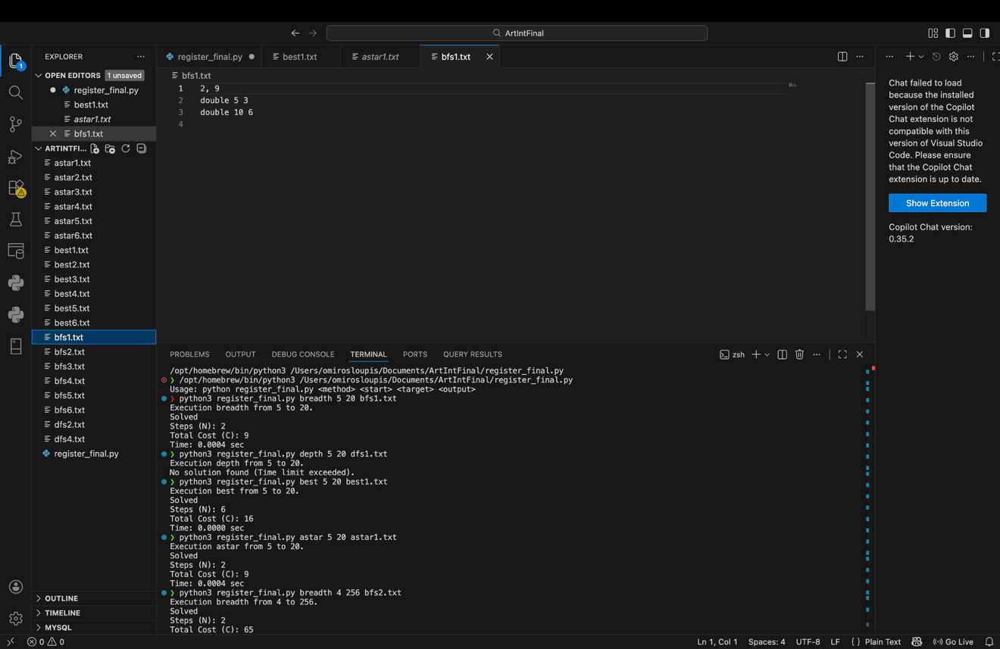 ArtIntFinal
EXPLORER
OPEN EDITORS 1 unsaved
register_final.py
best1.txt
astar1.txt
bfs1.txt
ARTINTFI...
astar1.txt
astar2.txt
astar3.txt
astar4.txt
astar5.txt
astar6.txt
best1.txt
best2.txt
best3.txt
best4.txt
best5.txt
best6.txt
bfs1.txt
bfs2.txt
bfs3.txt
bfs4.txt
bfs5.txt
bfs6.txt
dfs2.txt
dfs4.txt
register_final.py
OUTLINE
TIMELINE
MYSQL
register_final.py best1.txt astar1.txt bfs1.txt
bfs1.txt
1 2, 9
2 double 5 3
3 double 10 6
4
PROBLEMS OUTPUT DEBUG CONSOLE TERMINAL PORTS QUERY RESULTS zsh
/opt/homebrew/bin/python3 /Users/omirosloupis/Documents/ArtIntFinal/register_final.py
❯ /opt/homebrew/bin/python3 /Users/omirosloupis/Documents/ArtIntFinal/register_final.py
Usage: python register_final.py <method> <start> <target> <output>
❯ python3 register_final.py breadth 5 20 bfs1.txt
Execution breadth from 5 to 20.
Solved
Steps (N): 2
Total Cost (C): 9
Time: 0.0004 sec
❯ python3 register_final.py depth 5 20 dfs1.txt
Execution depth from 5 to 20.
No solution found (Time limit exceeded).
❯ python3 register_final.py best 5 20 best1.txt
Execution best from 5 to 20.
Solved
Steps (N): 6
Total Cost (C): 16
Time: 0.0000 sec
❯ python3 register_final.py astar 5 20 astar1.txt
Execution astar from 5 to 20.
Solved
Steps (N): 2
Total Cost (C): 9
Time: 0.0004 sec
❯ python3 register_final.py breadth 4 256 bfs2.txt
Execution breadth from 4 to 256.
Solved
Steps (N): 2
Total Cost (C): 65
Chat failed to load
because the installed
version of the Copilot
Chat extension is not
compatible with this
version of Visual Studio
Code. Please ensure
that the Copilot Chat
extension is up to date.
Show Extension
Copilot Chat version:
0.35.2
1
0 0 Ln 1, Col 1 Spaces: 4 UTF-8 LF {} Plain Text Go Live